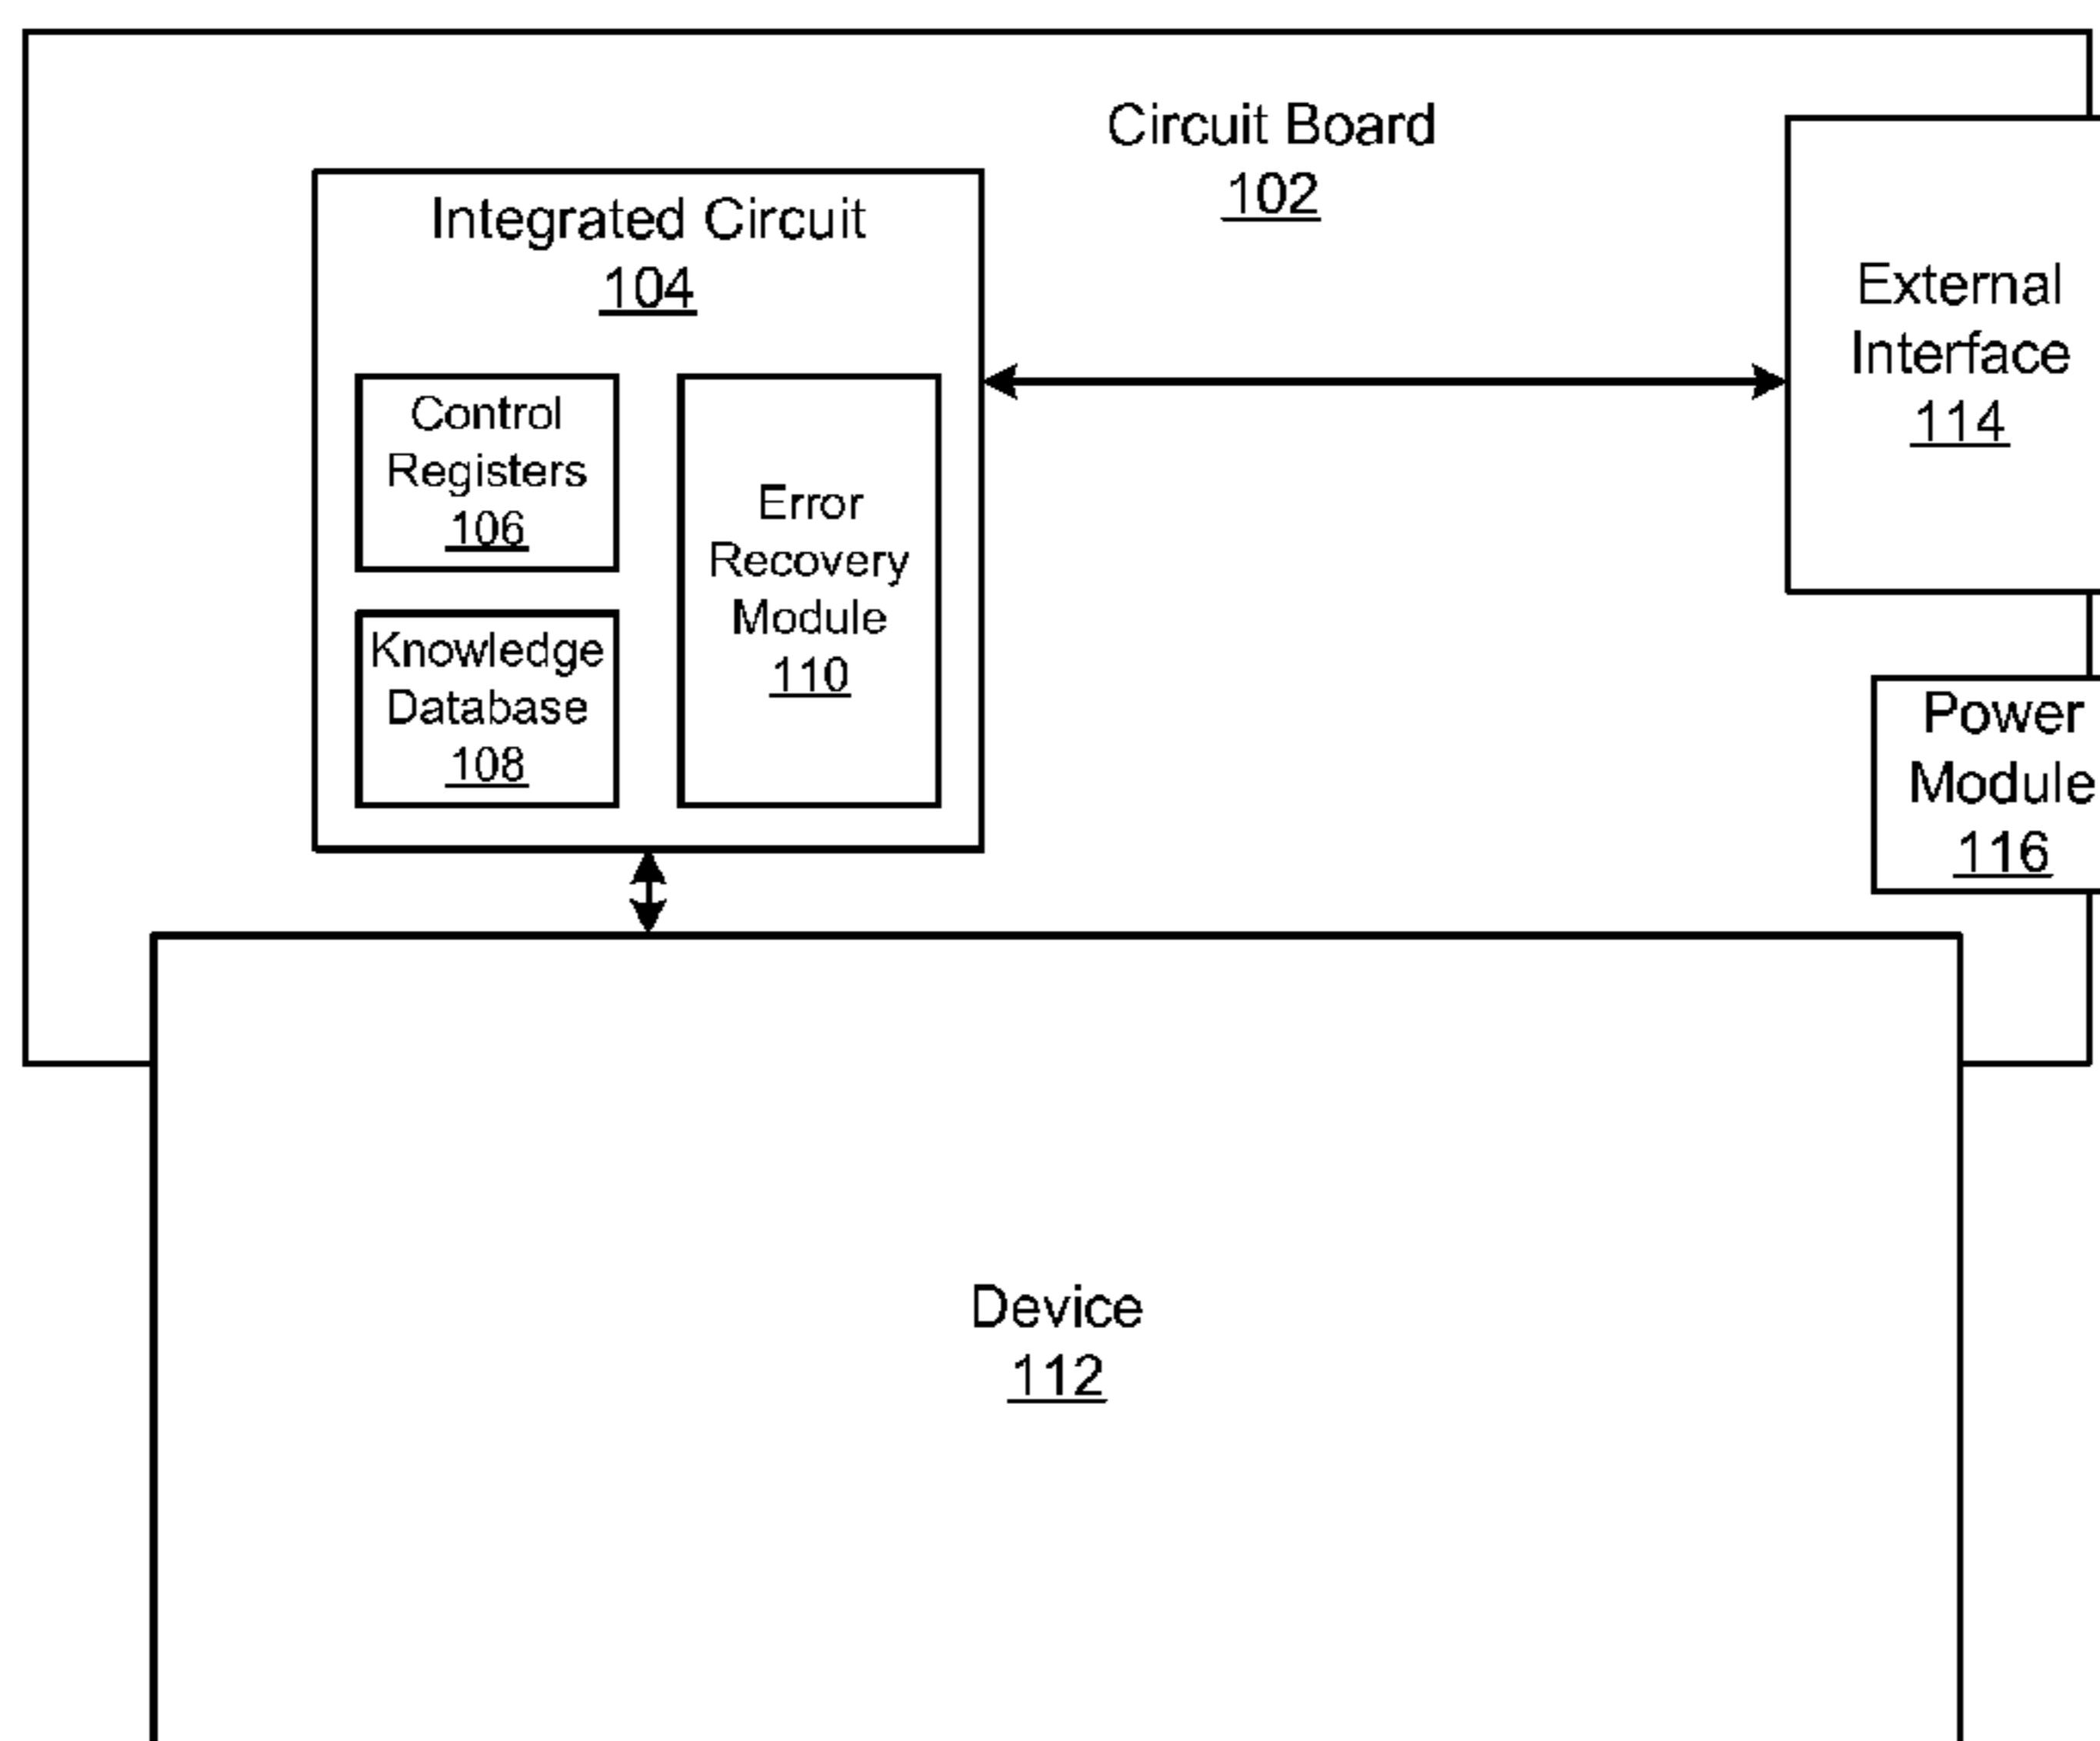 Circuit Board
102
Integrated Circuit
104
Control
Registers
106
Knowledge
Database
108
Error
Recovery
Module
110
External
Interface
114
Power
Module
116
Device
112